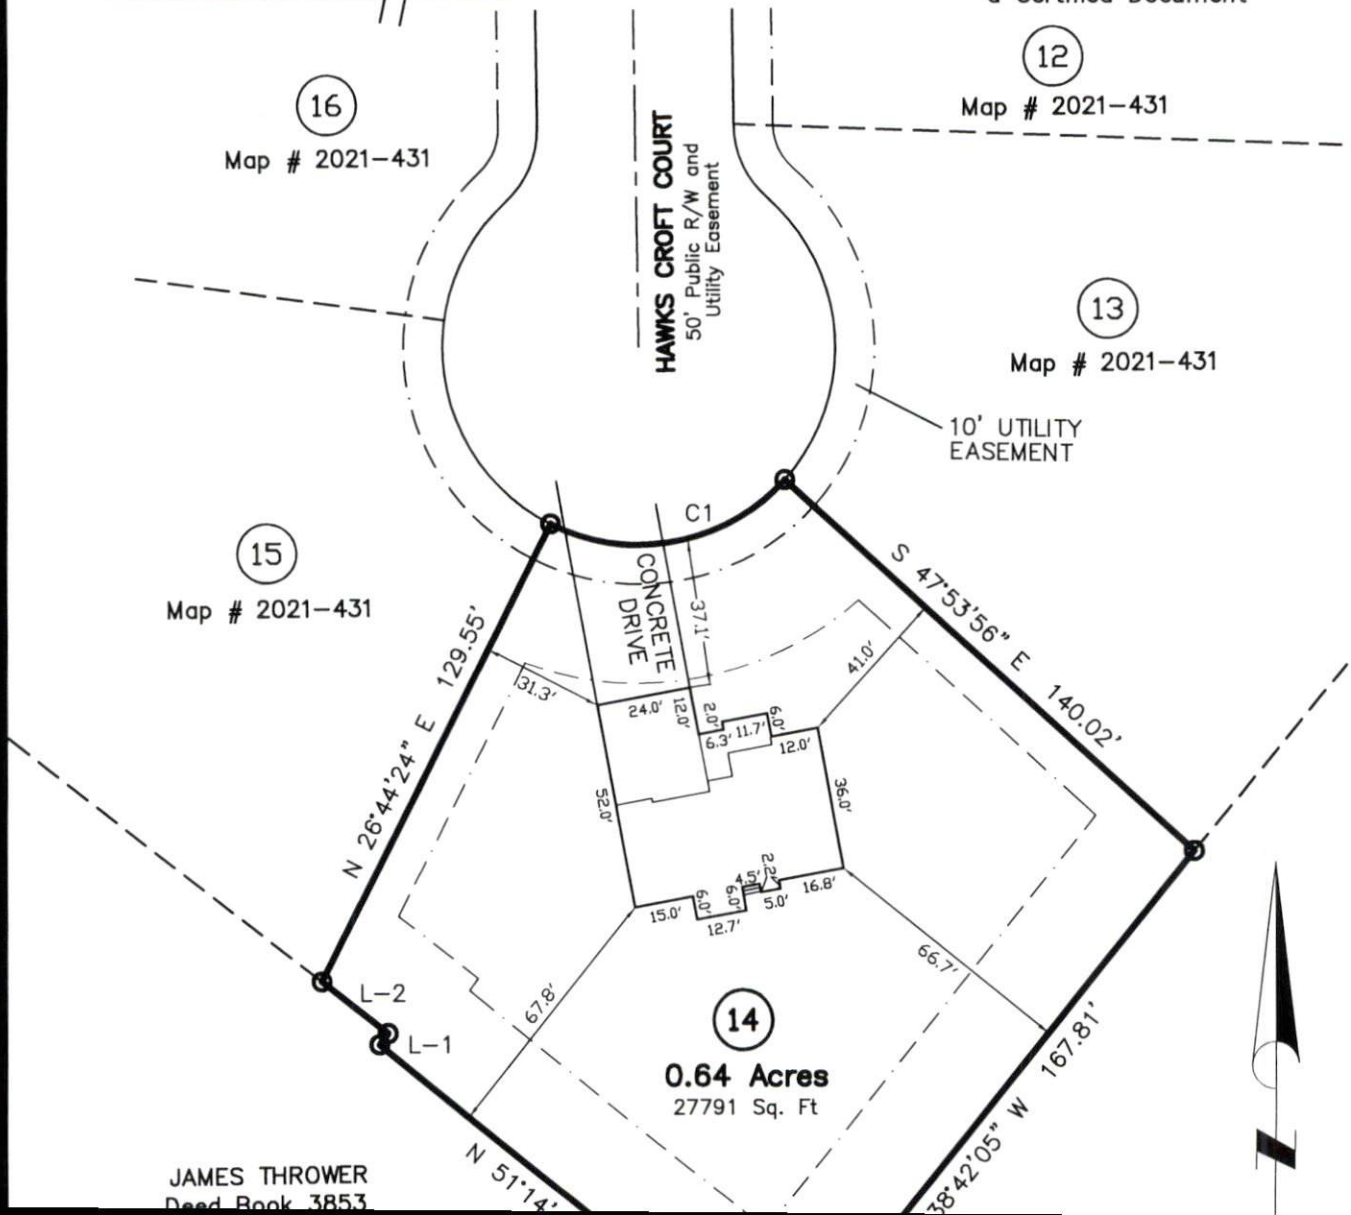 a Certified Document
12
Map # 2021-431
16
Map # 2021-431
HAWKS CROFT COURT
50' Public R/W and
Utility Easement
13
Map # 2021-431
10' UTILITY
EASEMENT
C1
15
Map # 2021-431
CONCRETE
DRIVE
37.1'
S 47°53'56" E 140.02'
41.0'
N 26°44'24" E 129.55'
31.3'
24.0'
12.0'
2.0'
6.3'
11.7'
6.0'
12.0'
52.0'
36.0'
15.0'
6.0'
12.7'
6.0'
4.5'
2.2'
5.0'
16.8'
66.7'
67.8'
L-2
L-1
14
0.64 Acres
27791 Sq. Ft
38°42'05" W 167.81'
N 51°14'
JAMES THROWER
Deed Book 3853